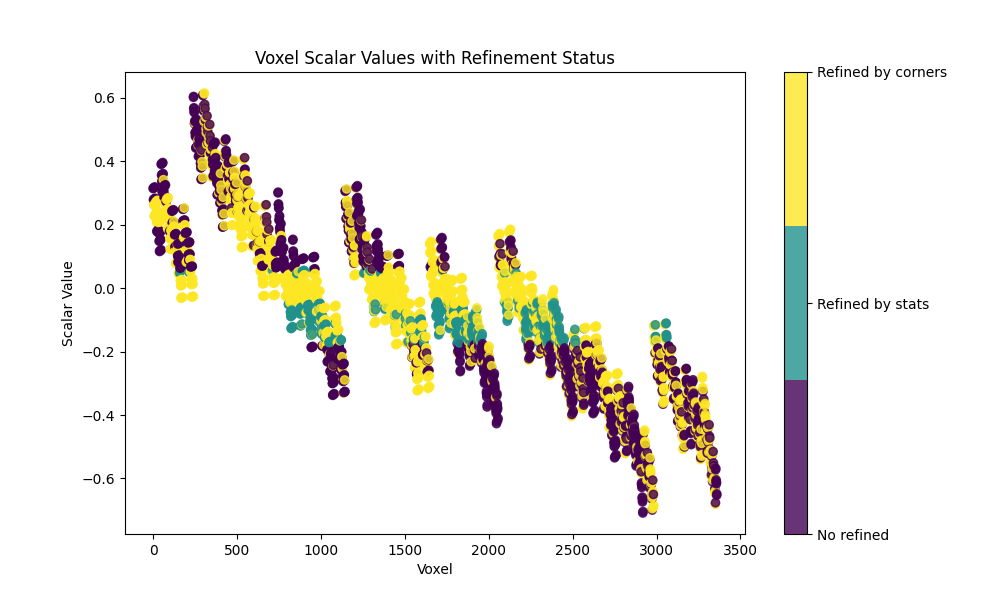 Voxel Scalar Values with Refinement Status
Refined by corners
0.6
0.4
0.2
0.0
−0.2
−0.4
−0.6
Scalar Value
Refined by stats
No refined
0
500
1000
1500
2000
2500
3000
3500
Voxel